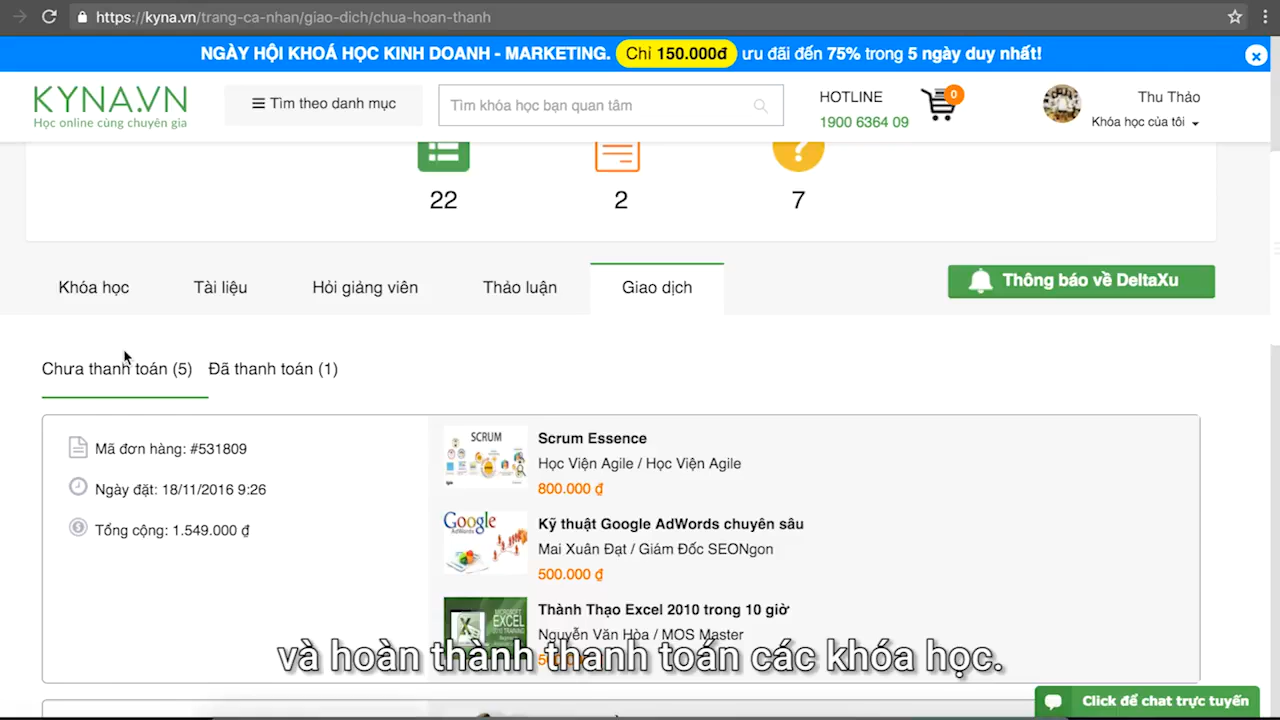 https://kyna.vn/trang-ca-nhan/giao-dich/chua-hoan-thanh
NGÀY HỘI KHOÁ HỌC KINH DOANH - MARKETING. Chỉ 150.000đ ưu đãi đến 75% trong 5 ngày duy nhất!
KYNA.VN
Học online cùng chuyên gia
Tìm theo danh mục
Tìm khóa học bạn quan tâm
HOTLINE
1900 6364 09
0
Thu Thảo
Khóa học của tôi
22
2
7
Khóa học
Tài liệu
Hỏi giảng viên
Thảo luận
Giao dịch
Thông báo về DeltaXu
Chưa thanh toán (5)
Đã thanh toán (1)
Mã đơn hàng: #531809
Ngày đặt: 18/11/2016 9:26
Tổng cộng: 1.549.000 ₫
SCRUM
Scrum Essence
Học Viện Agile / Học Viện Agile
800.000 ₫
Google
AdWords
Kỹ thuật Google AdWords chuyên sâu
Mai Xuân Đạt / Giám Đốc SEONgon
500.000 ₫
MICROSOFT
EXCEL
2010 TRAINING
Thành Thạo Excel 2010 trong 10 giờ
Nguyễn Văn Hòa / MOS Master
và hoàn thành thanh toán các khóa học.
Click để chat trực tuyến